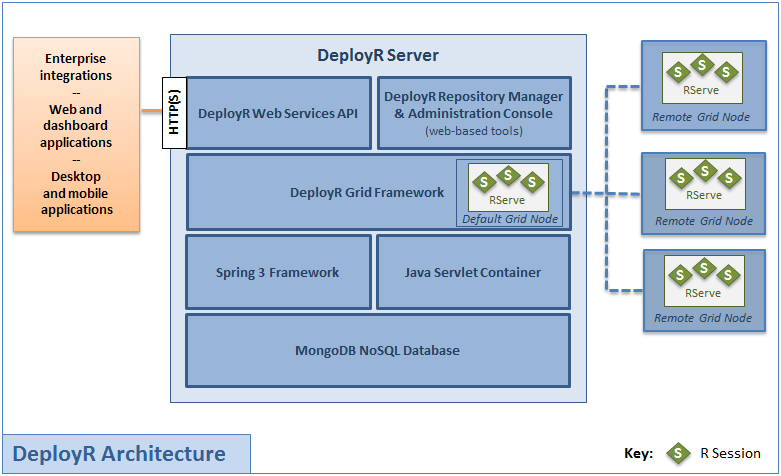 Enterprise
integrations
--
Web and
dashboard
applications
--
Desktop
and mobile
applications
HTTP(S)
DeployR Server
DeployR Web Services API
DeployR Repository Manager
& Administration Console
(web-based tools)
DeployR Grid Framework
S S S
RServe
Default Grid Node
Spring 3 Framework
Java Servlet Container
MongoDB NoSQL Database
S S S
RServe
Remote Grid Node
S S S
RServe
Remote Grid Node
S S S
RServe
Remote Grid Node
DeployR Architecture
Key: S R Session